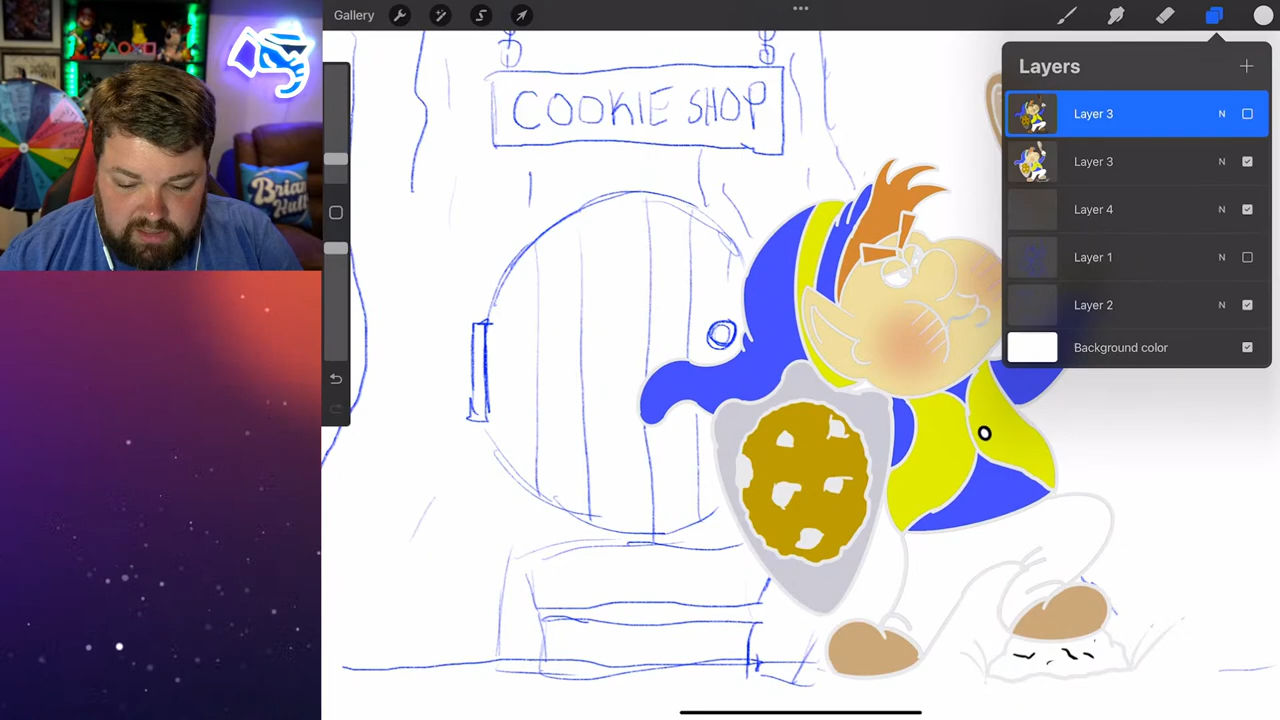 Gallery
Layers
COOKIE SHOP
Layer 3
N
Layer 3
N
Layer 4
N
Layer 1
N
Layer 2
N
Background color
Brian
Hull